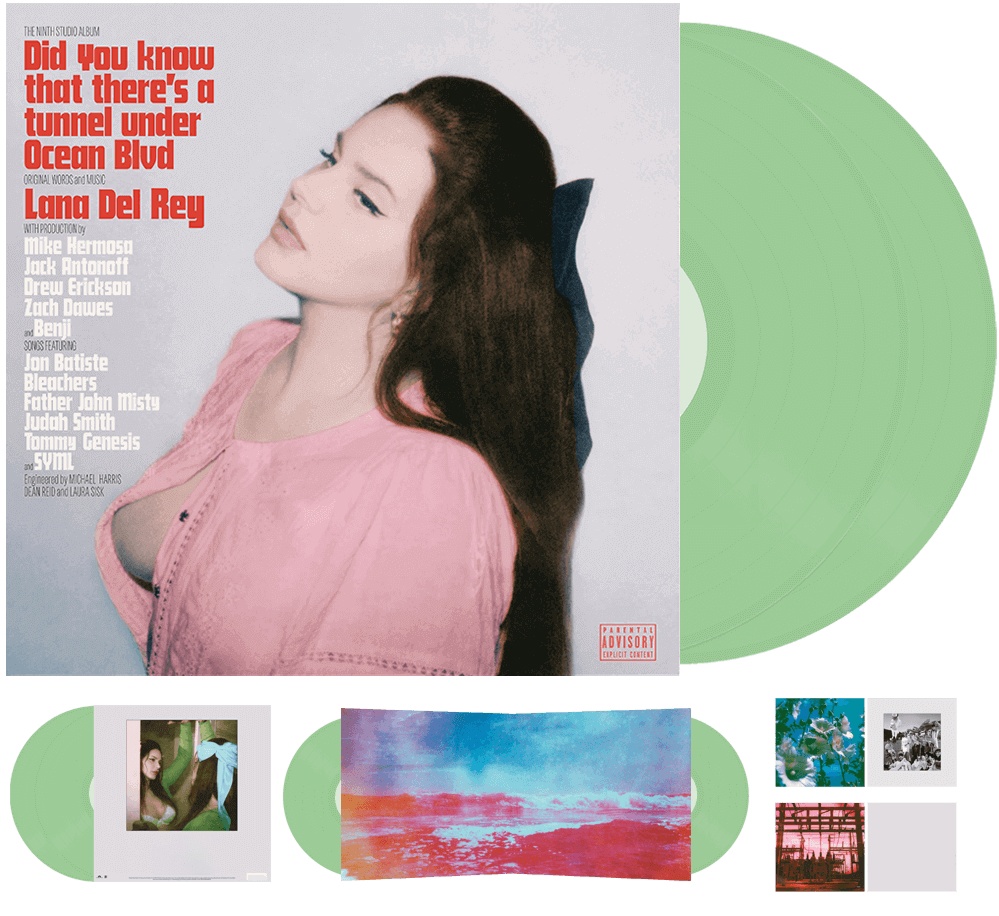 THE NINTH STUDIO ALBUM
Did you know
that there's a
tunnel under
Ocean Blvd
ORIGINAL WORDS and MUSIC
Lana Del Rey
WITH PRODUCTION by
Mike Hermosa
Jack Antonoff
Drew Erickson
Zach Dawes
and Benji
SONGS FEATURING
Jon Batiste
Bleachers
Father John Misty
Judah Smith
Tommy Genesis
and SYML
Engineered by MICHAEL HARRIS
DEAN REID and LAURA SISK
PARENTAL
ADVISORY
EXPLICIT CONTENT